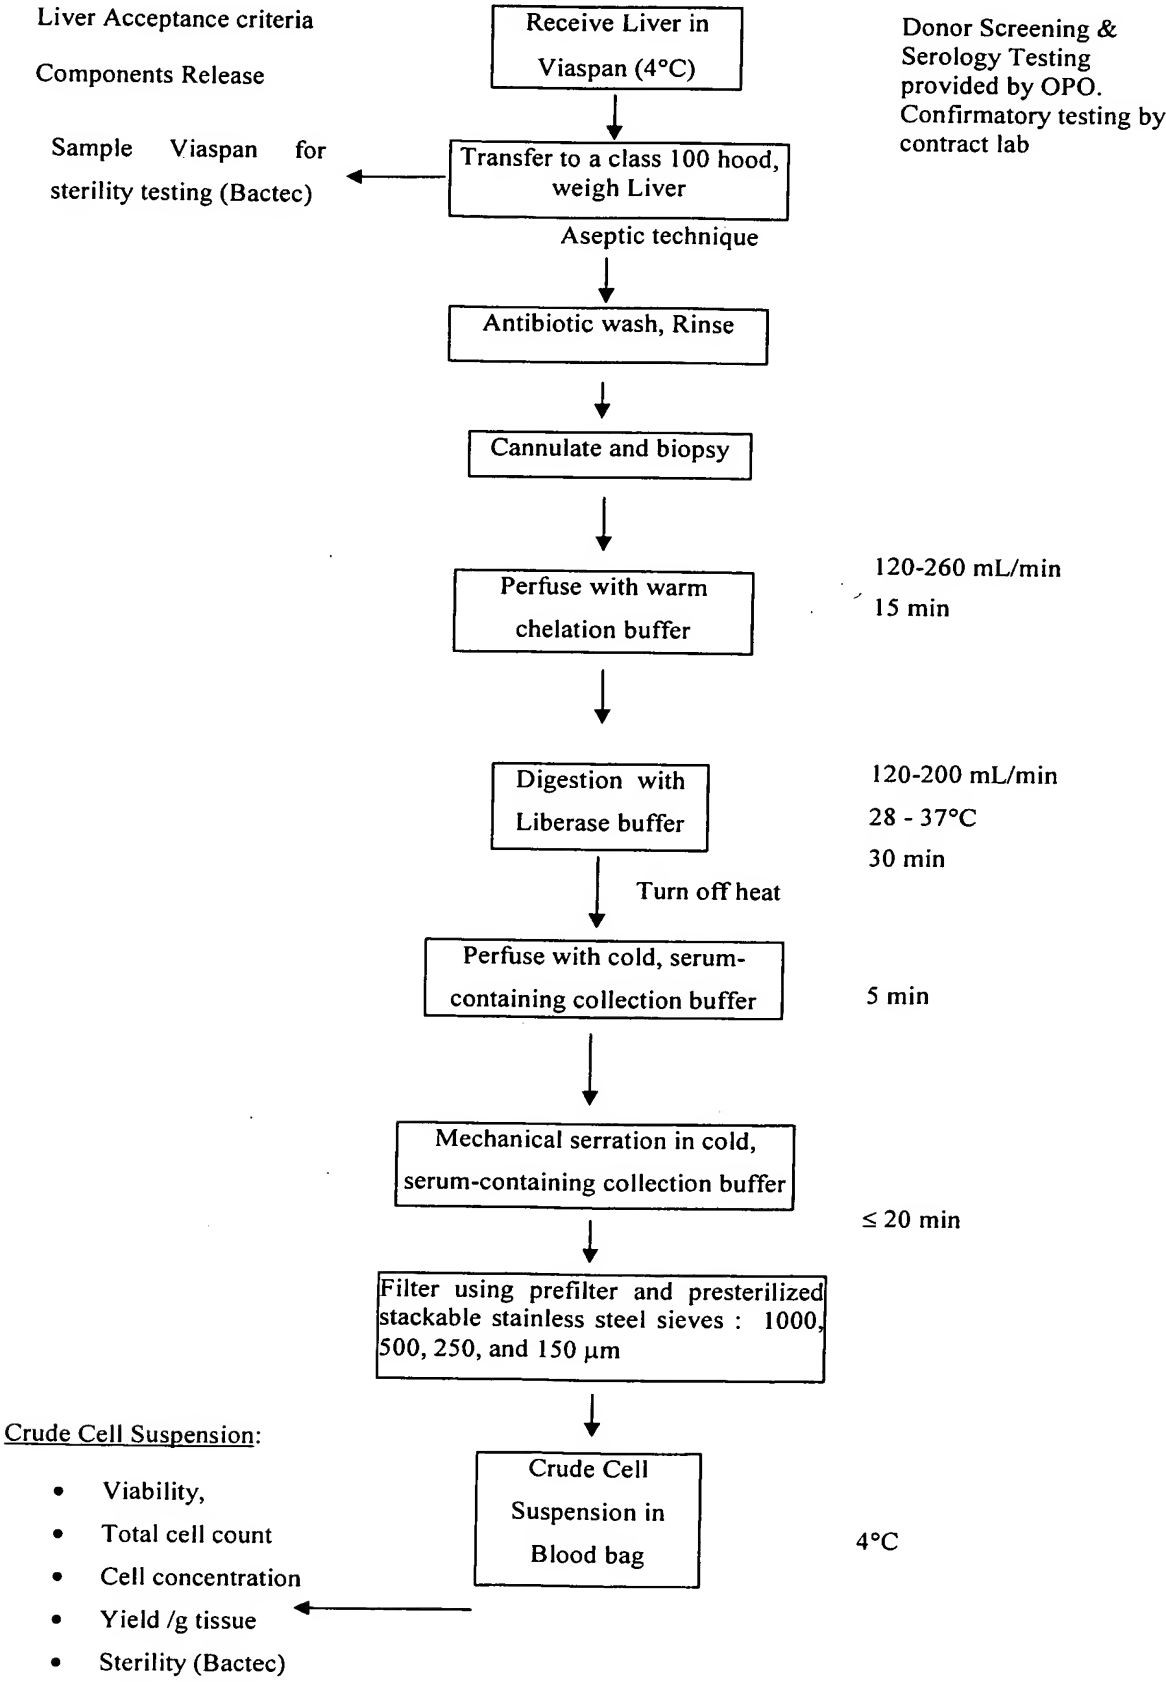 Liver Acceptance criteria
Components Release
Receive Liver in
Viaspan (4°C)
Donor Screening &
Serology Testing
provided by OPO.
Confirmatory testing by
contract lab
Sample Viaspan for
sterility testing (Bactec)
Transfer to a class 100 hood,
weigh Liver
Aseptic technique
Antibiotic wash, Rinse
Cannulate and biopsy
Perfuse with warm
chelation buffer
120-260 mL/min
15 min
Digestion with
Liberase buffer
120-200 mL/min
28 - 37°C
30 min
Turn off heat
Perfuse with cold, serum-
containing collection buffer
5 min
Mechanical serration in cold,
serum-containing collection buffer
≤ 20 min
Filter using prefilter and presterilized
stackable stainless steel sieves : 1000,
500, 250, and 150 μm
Crude Cell
Suspension in
Blood bag
4°C
Crude Cell Suspension:
• Viability,
• Total cell count
• Cell concentration
• Yield /g tissue
• Sterility (Bactec)